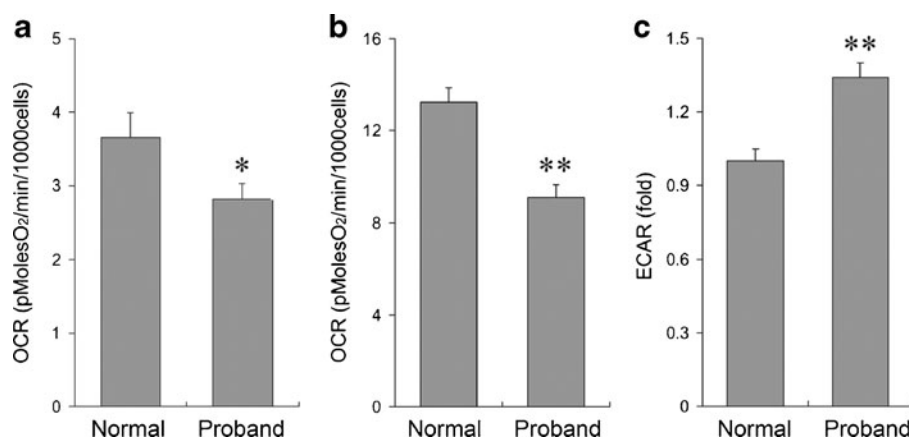 a
OCR (pMolesO₂/min/1000cells)
5
4
3
2
1
0
*
Normal Proband
b
OCR (pMolesO₂/min/1000cells)
16
12
8
4
0
**
Normal Proband
c
ECAR (fold)
1.5
1.2
0.9
0.6
0.3
0
**
Normal Proband